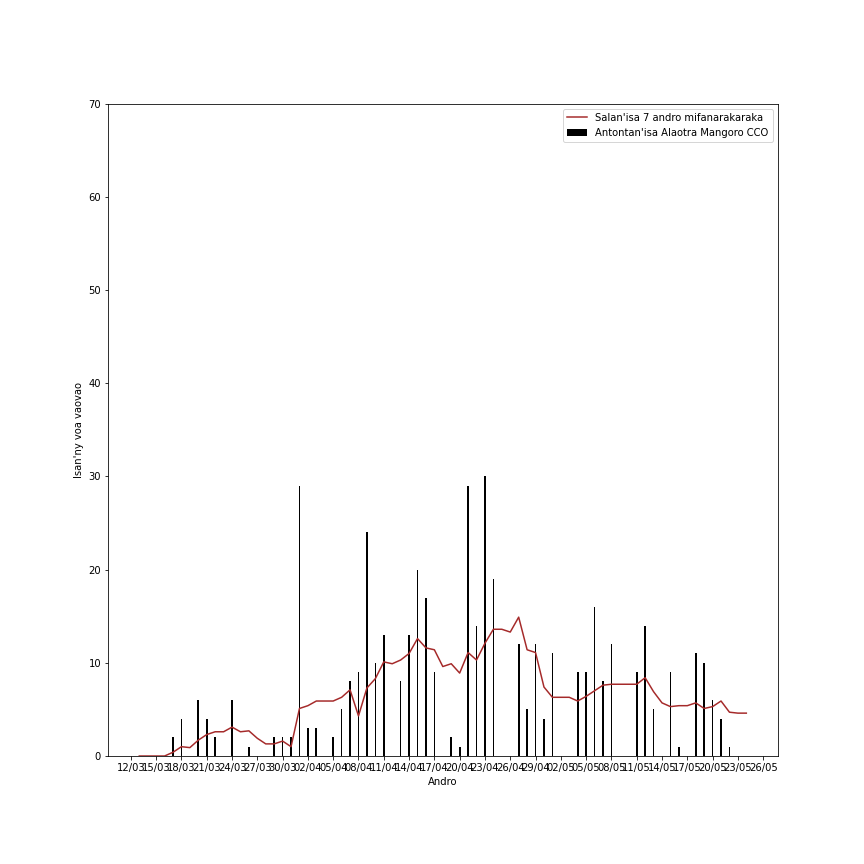 Salan'isa 7 andro mifanarakaraka
Antontan'isa Alaotra Mangoro CCO
70
60
50
40
30
20
10
0
Isan'ny voa vaovao
12/03 15/03 18/03 21/03 24/03 27/03 30/03 02/04 05/04 08/04 11/04 14/04 17/04 20/04 23/04 26/04 29/04 02/05 05/05 08/05 11/05 14/05 17/05 20/05 23/05 26/05
Andro